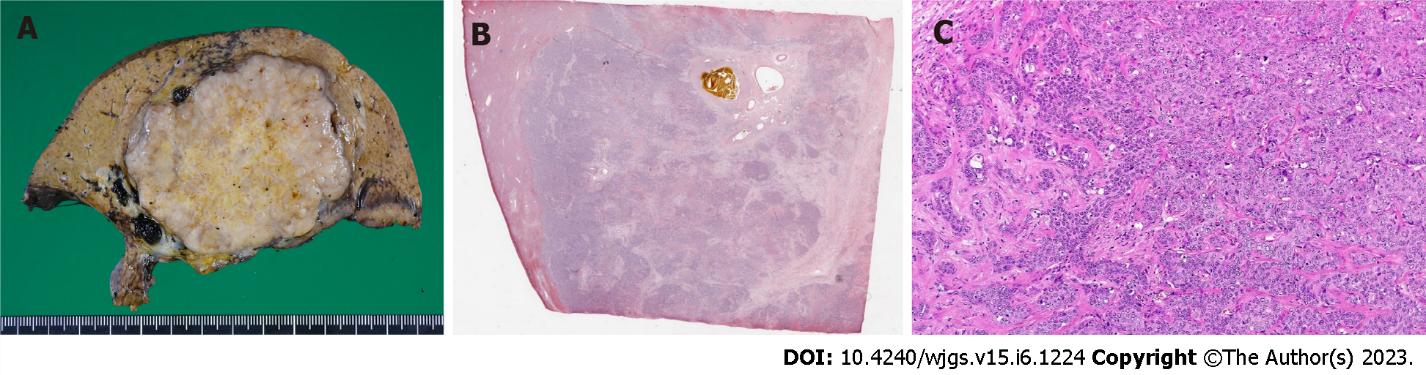 A
B
C
DOI: 10.4240/wjgs.v15.i6.1224 Copyright ©The Author(s) 2023.